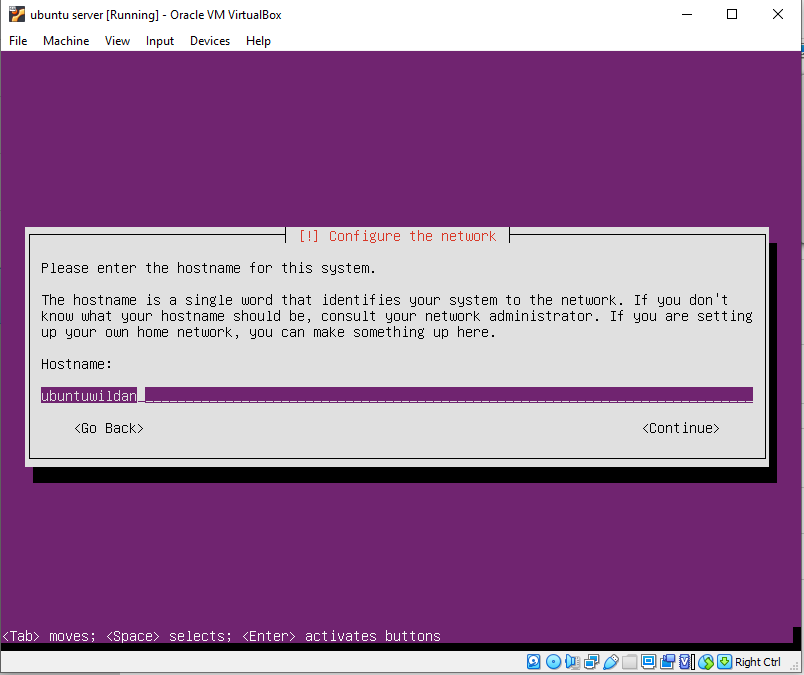 ubuntu server [Running] - Oracle VM VirtualBox
File Machine View Input Devices Help
[!] Configure the network
Please enter the hostname for this system.
The hostname is a single word that identifies your system to the network. If you don't
know what your hostname should be, consult your network administrator. If you are setting
up your own home network, you can make something up here.
Hostname:
ubuntuwildan
<Go Back> <Continue>
<Tab> moves; <Space> selects; <Enter> activates buttons
Right Ctrl